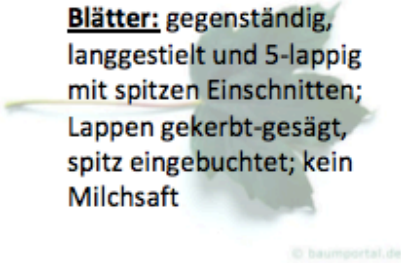 Blätter: gegenständig,
langgestielt und 5-lappig
mit spitzen Einschnitten;
Lappen gekerbt-gesägt,
spitz eingebuchtet; kein
Milchsaft
© baumportal.de